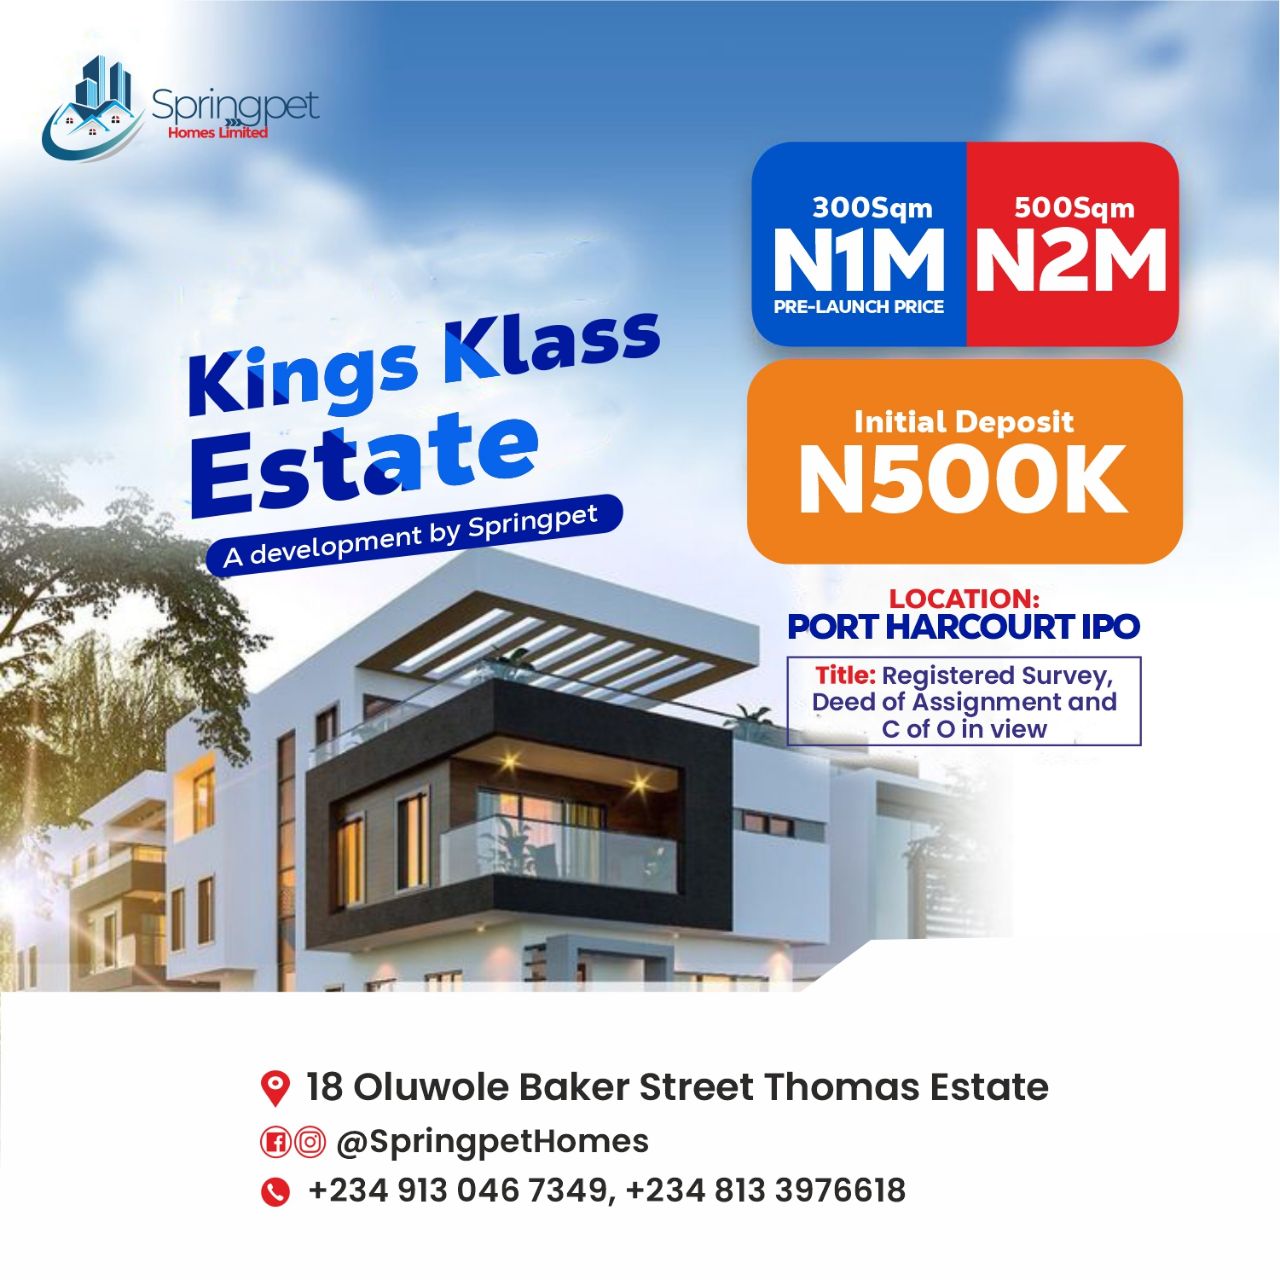 Springpet
Homes Limited
300Sqm
N1M
PRE-LAUNCH PRICE
500Sqm
N2M
Kings Klass
Estate
A development by Springpet
Initial Deposit
N500K
LOCATION:
PORT HARCOURT IPO
Title: Registered Survey,
Deed of Assignment and
C of O in view
18 Oluwole Baker Street Thomas Estate
@SpringpetHomes
+234 913 046 7349, +234 813 3976618